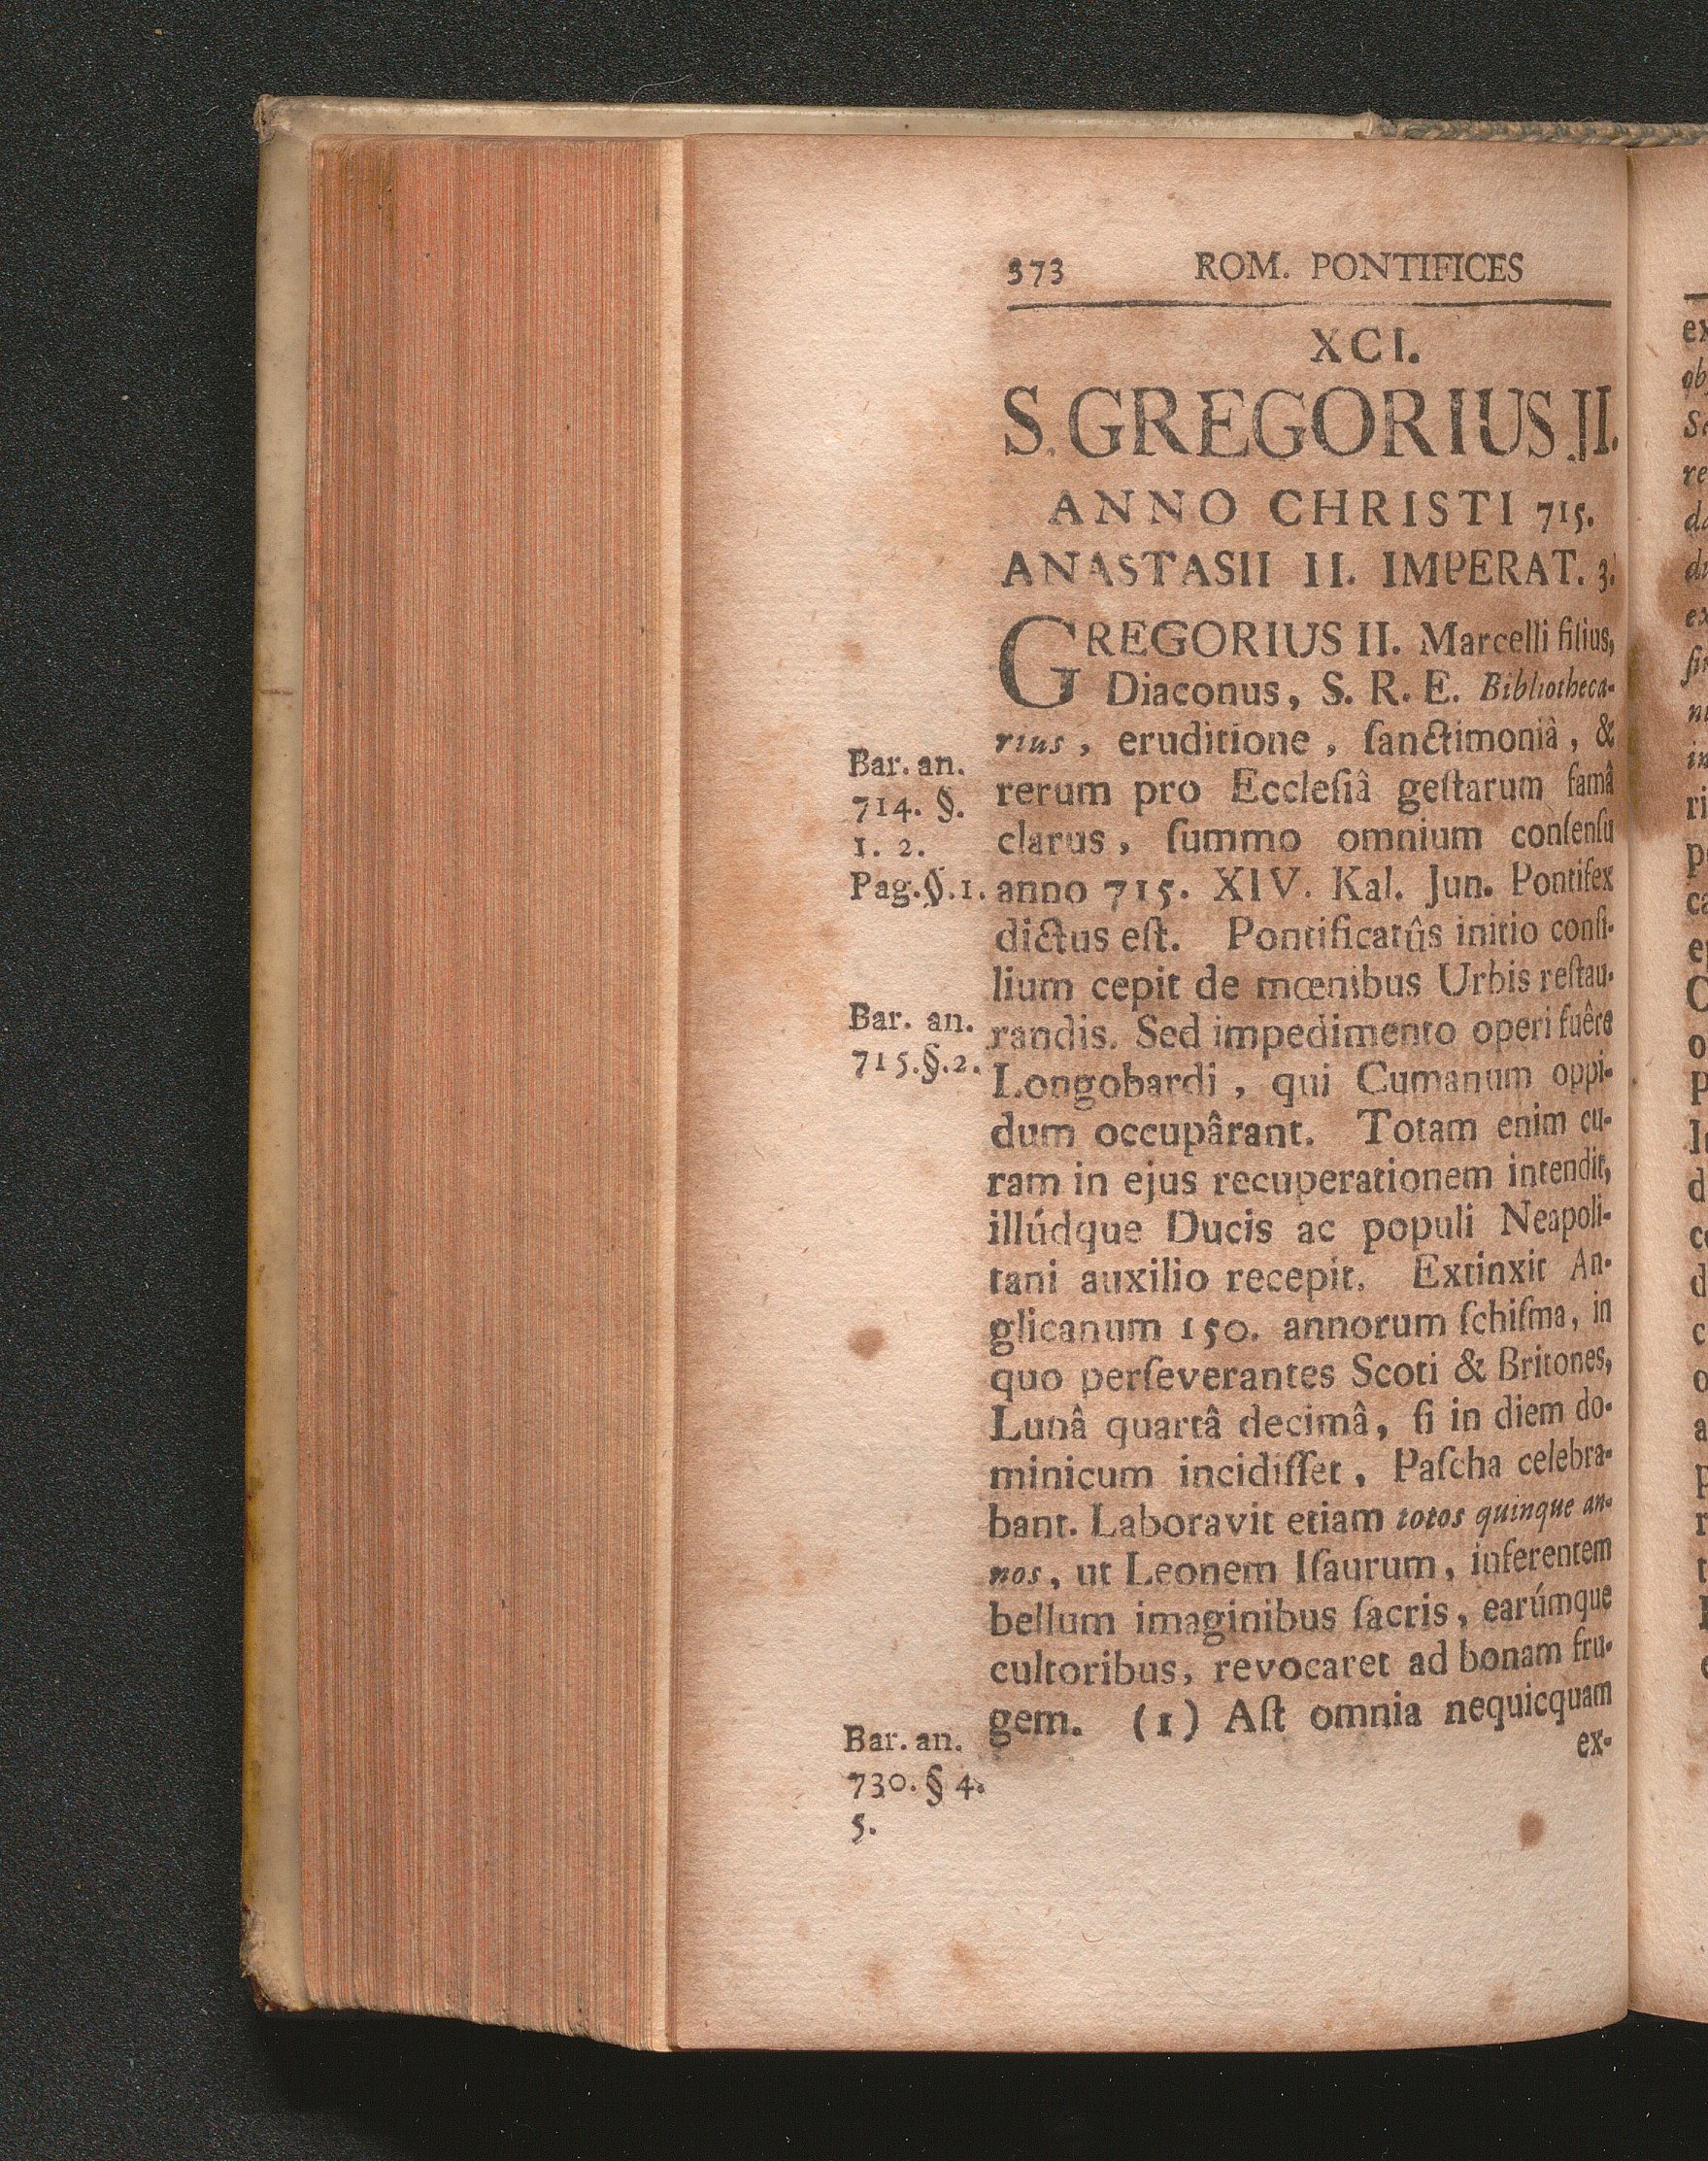 373 ROM. PONTIFICES
XCI.
S. GREGORIUS II.
ANNO CHRISTI 715.
ANASTASII II. IMPERAT. 3.
GREGORIUS II. Marcelli filius,
Diaconus, S. R. E. Bibliotheca-
rius, eruditione, ſanctimoniâ, &
rerum pro Eccleſiâ geſtarum famâ
clarus, ſummo omnium conſenſu
anno 715. XIV. Kal. Jun. Pontifex
dictus eſt. Pontificatûs initio conſi-
lium cepit de mœnibus Urbis reſtau-
randis. Sed impedimento operi fuêre
Longobardi, qui Cumanum oppi-
dum occupârant. Totam enim cu-
ram in ejus recuperationem intendit,
illúdque Ducis ac populi Neapoli-
tani auxilio recepit. Extinxit An-
glicanum 150. annorum ſchiſma, in
quo perſeverantes Scoti & Britones,
Lunâ quartâ decimâ, ſi in diem do-
minicum incidiſſet, Paſcha celebra-
bant. Laboravit etiam totos quinque an-
nos, ut Leonem Iſaurum, inferentem
bellum imaginibus ſacris, earúmque
cultoribus, revocaret ad bonam fru-
gem. (1) Aſt omnia nequicquam
ex-
Bar. an.
714. §.
1. 2.
Pag. §. 1.
Bar. an.
715. §. 2.
Bar. an.
730. § 4.
5.